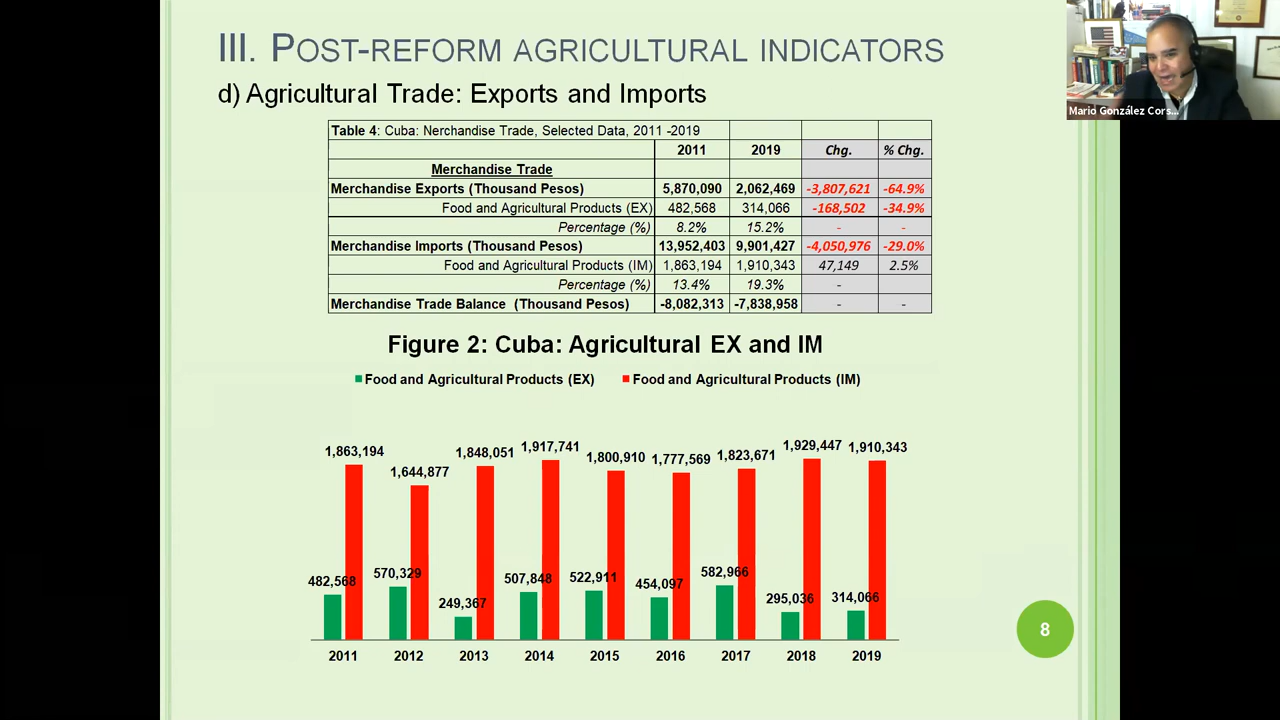 III. POST-REFORM AGRICULTURAL INDICATORS
d) Agricultural Trade: Exports and Imports
Mario González Cors...
Table 4: Cuba: Nerchandise Trade, Selected Data, 2011 -2019
2011 2019 Chg. % Chg.
Merchandise Trade
Merchandise Exports (Thousand Pesos) 5,870,090 2,062,469 -3,807,621 -64.9%
Food and Agricultural Products (EX) 482,568 314,066 -168,502 -34.9%
Percentage (%) 8.2% 15.2% - -
Merchandise Imports (Thousand Pesos) 13,952,403 9,901,427 -4,050,976 -29.0%
Food and Agricultural Products (IM) 1,863,194 1,910,343 47,149 2.5%
Percentage (%) 13.4% 19.3% -
Merchandise Trade Balance (Thousand Pesos) -8,082,313 -7,838,958 - -
Figure 2: Cuba: Agricultural EX and IM
Food and Agricultural Products (EX) Food and Agricultural Products (IM)
1,863,194 1,644,877 1,848,051 1,917,741 1,800,910 1,777,569 1,823,671 1,929,447 1,910,343
482,568 570,329 249,367 507,848 522,911 454,097 582,966 295,036 314,066
2011 2012 2013 2014 2015 2016 2017 2018 2019
8